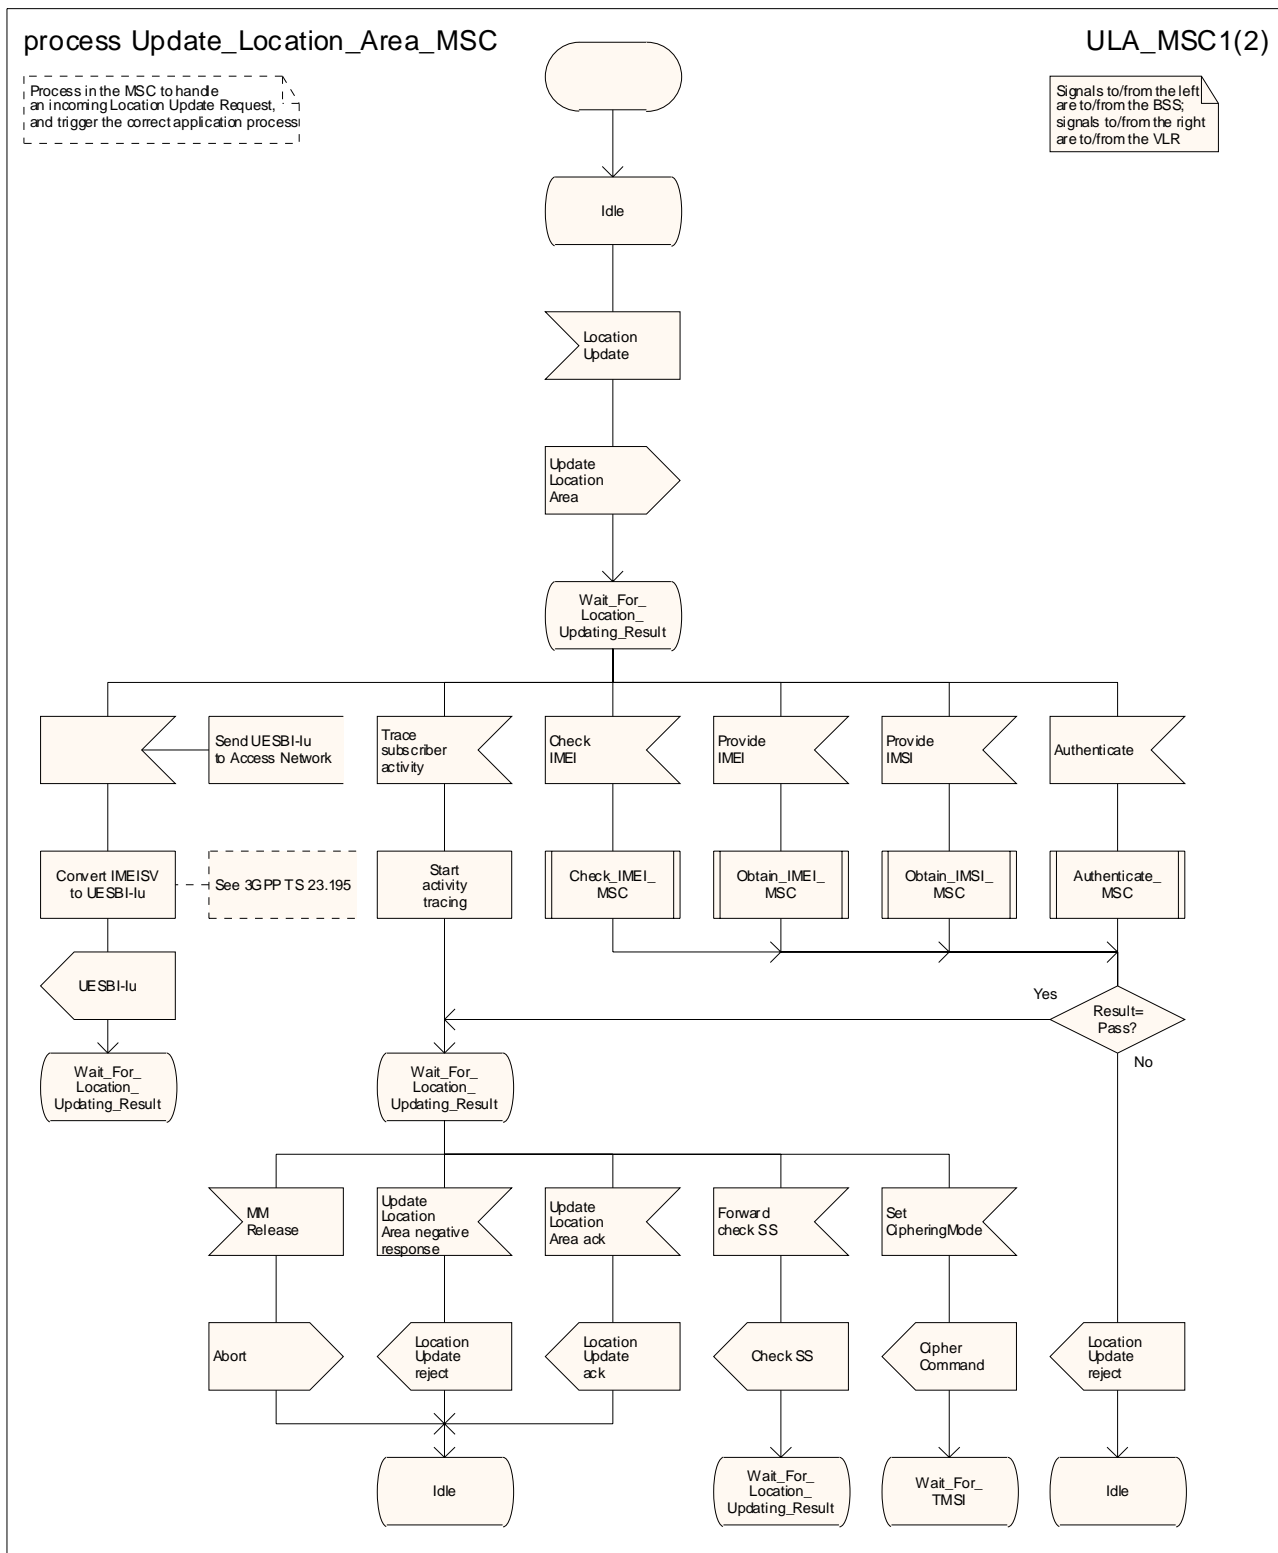 process Update_Location_Area_MSC
ULA_MSC1(2)
Process in the MSC to handle
an incoming Location Update Request,
and trigger the correct application process
Signals to/from the left
are to/from the BSS;
signals to/from the right
are to/from the VLR
Idle
Location
Update
Update
Location
Area
Wait_For_
Location_
Updating_Result
Send UESBI-Iu
to Access Network
Trace
subscriber
activity
Check
IMEI
Provide
IMEI
Provide
IMSI
Authenticate
Convert IMEISV
to UESBI-Iu
See 3GPP TS 23.195
Start
activity
tracing
Check_IMEI_
MSC
Obtain_IMEI_
MSC
Obtain_IMSI_
MSC
Authenticate_
MSC
UESBI-Iu
Yes
Result=
Pass?
No
Wait_For_
Location_
Updating_Result
Wait_For_
Location_
Updating_Result
MM
Release
Update
Location
Area negative
response
Update
Location
Area ack
Forward
check SS
Set
CipheringMode
Abort
Location
Update
reject
Location
Update
ack
Check SS
Cipher
Command
Location
Update
reject
Idle
Wait_For_
Location_
Updating_Result
Wait_For_
TMSI
Idle